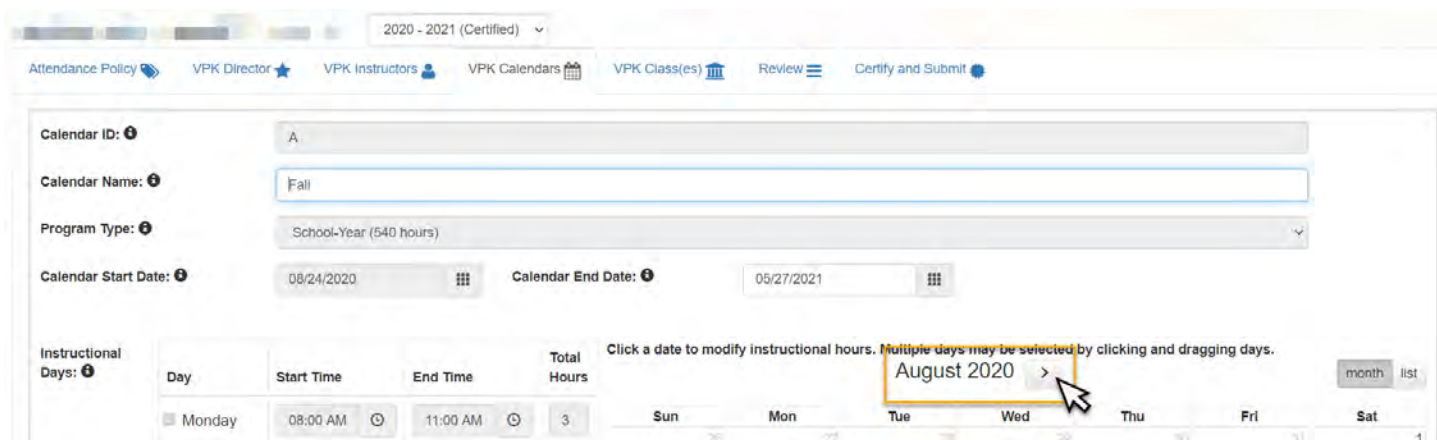 2020 - 2021 (Certified)
Attendance Policy VPK Director VPK Instructors VPK Calendars VPK Class(es) Review Certify and Submit
Calendar ID: A
Calendar Name: Fall
Program Type: School-Year (540 hours)
Calendar Start Date: 08/24/2020 Calendar End Date: 05/27/2021
Click a date to modify instructional hours. Multiple days may be selected by clicking and dragging days.
Instructional Days:
Day Start Time End Time Total Hours
August 2020 >
month list
Monday 08:00 AM 11:00 AM 3
Sun Mon Tue Wed Thu Fri Sat
1